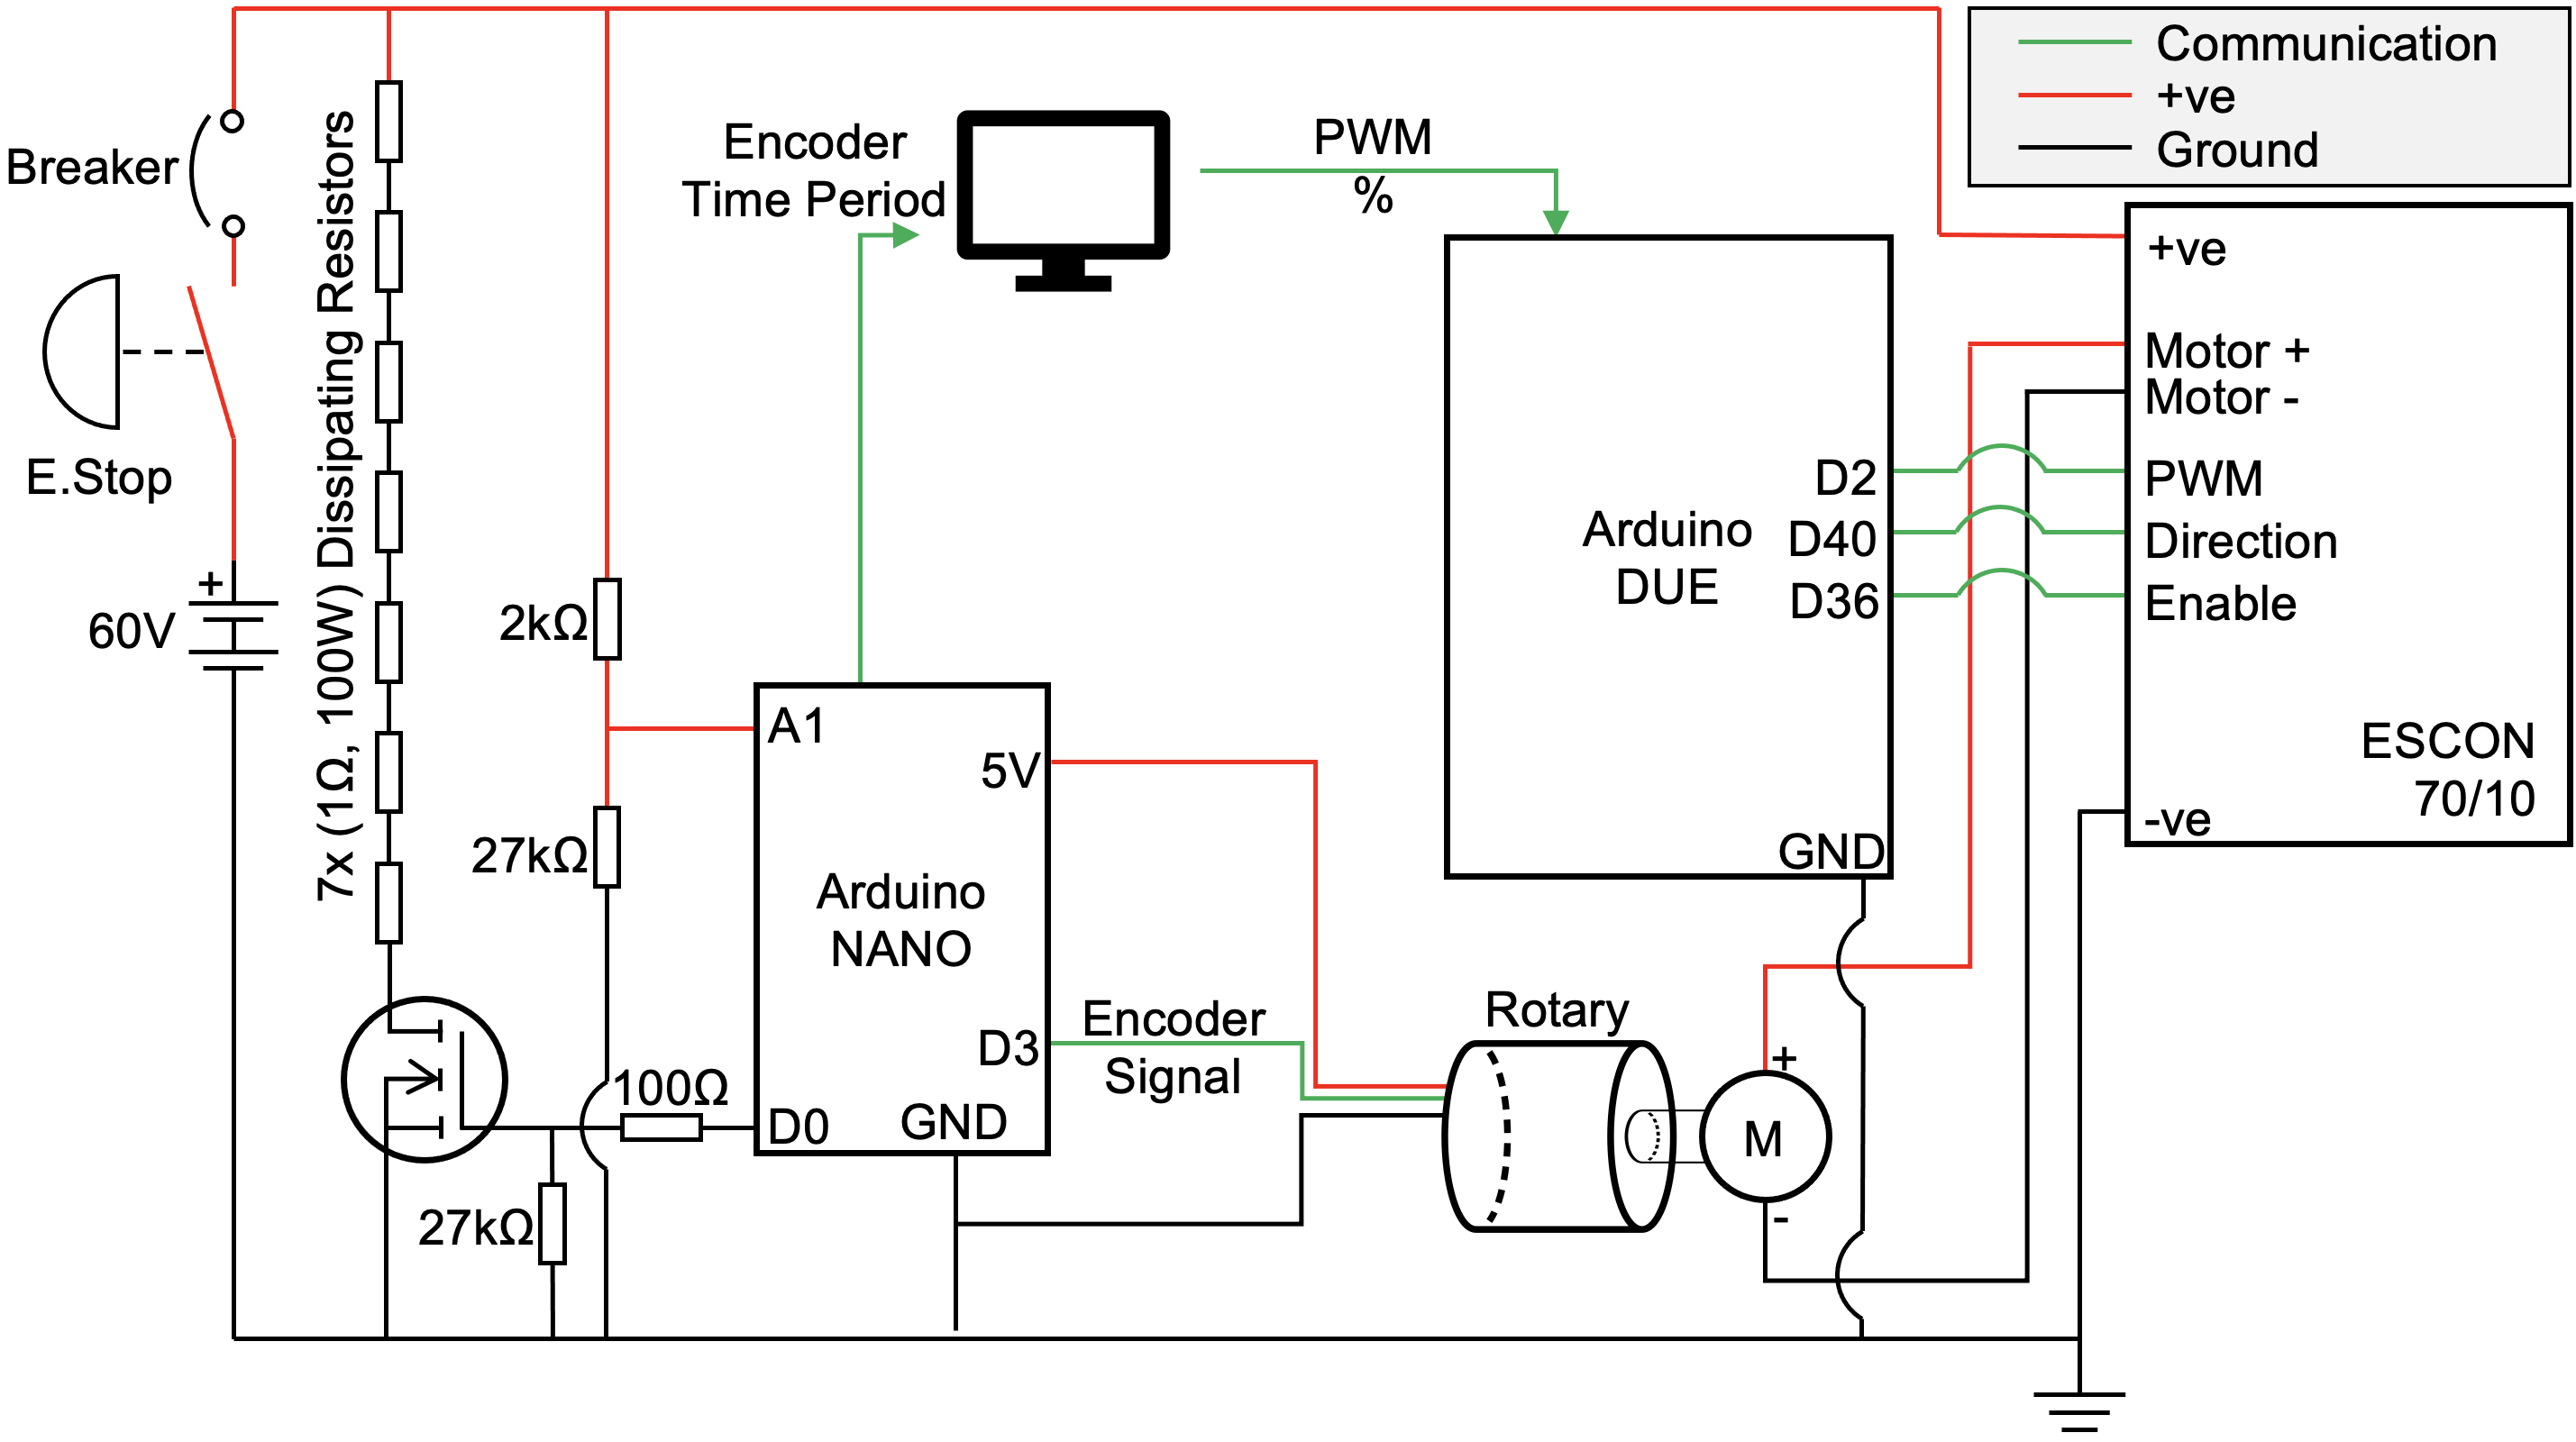 Communication
+ve
Ground
Breaker
E.Stop
+
60V
7x (1Ω, 100W) Dissipating Resistors
2kΩ
27kΩ
100Ω
27kΩ
Encoder
Time Period
PWM
%
A1
5V
Arduino
NANO
D3
D0
GND
Encoder
Signal
Arduino
DUE
D2
D40
D36
GND
Rotary
+
M
-
+ve
Motor +
Motor -
PWM
Direction
Enable
ESCON
70/10
-ve